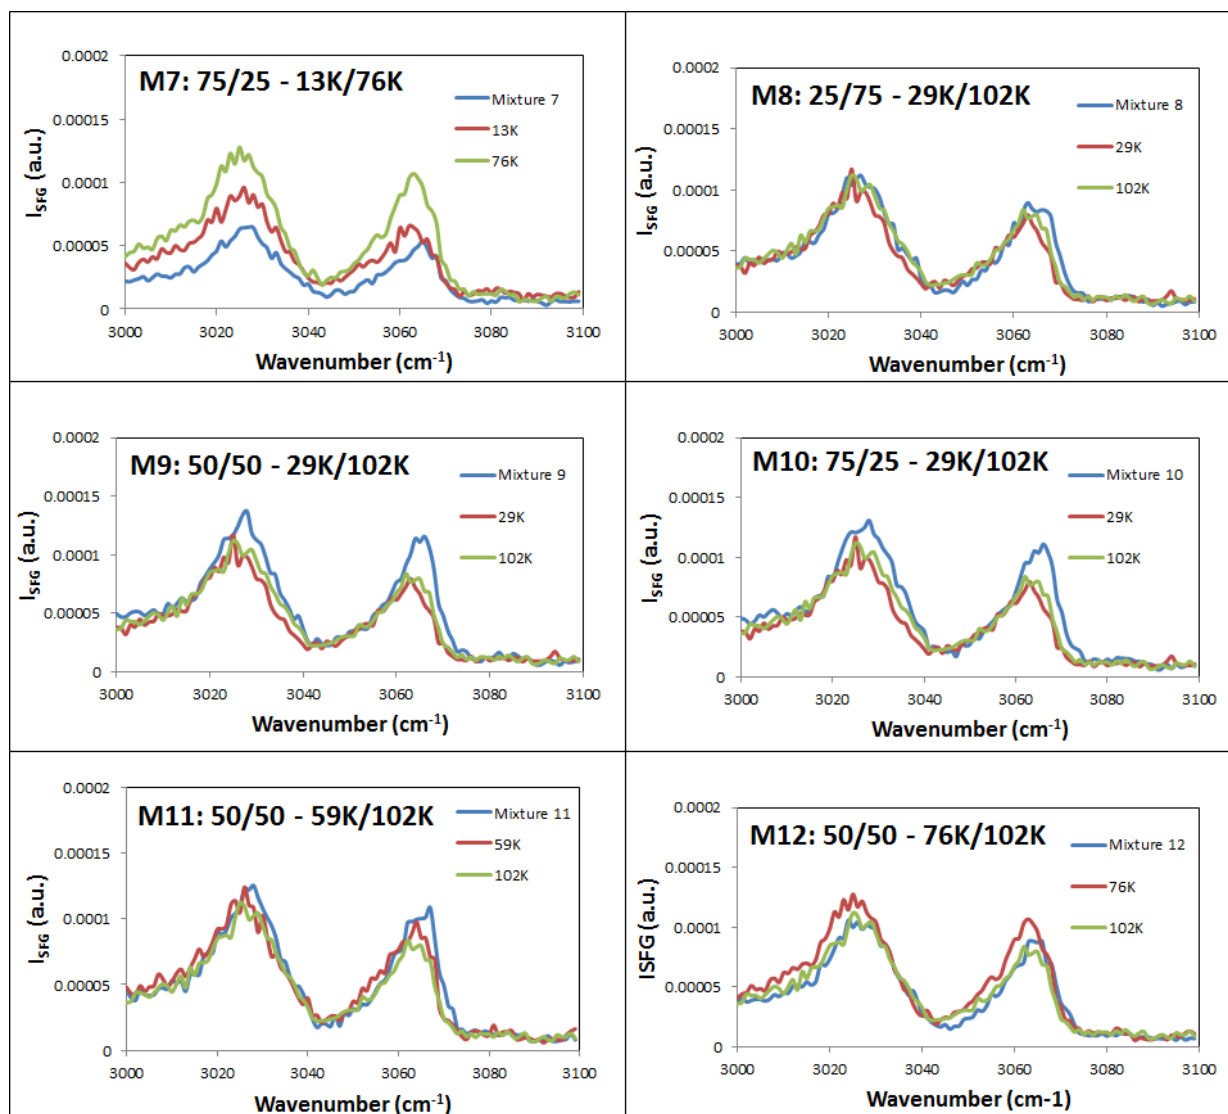 M7: 75/25 - 13K/76K
Mixture 7
13K
76K
0.0002
0.00015
0.0001
0.00005
0
ISFG (a.u.)
3000 3020 3040 3060 3080 3100
Wavenumber (cm-1)
M8: 25/75 - 29K/102K
Mixture 8
29K
102K
0.0002
0.00015
0.0001
0.00005
0
ISFG (a.u.)
3000 3020 3040 3060 3080 3100
Wavenumber (cm-1)
M9: 50/50 - 29K/102K
Mixture 9
29K
102K
0.0002
0.00015
0.0001
0.00005
0
ISFG (a.u.)
3000 3020 3040 3060 3080 3100
Wavenumber (cm-1)
M10: 75/25 - 29K/102K
Mixture 10
29K
102K
0.0002
0.00015
0.0001
0.00005
0
ISFG (a.u.)
3000 3020 3040 3060 3080 3100
Wavenumber (cm-1)
M11: 50/50 - 59K/102K
Mixture 11
59K
102K
0.0002
0.00015
0.0001
0.00005
0
ISFG (a.u.)
3000 3020 3040 3060 3080 3100
Wavenumber (cm-1)
M12: 50/50 - 76K/102K
Mixture 12
76K
102K
0.0002
0.00015
0.0001
0.00005
0
ISFG (a.u.)
3000 3020 3040 3060 3080 3100
Wavenumber (cm-1)